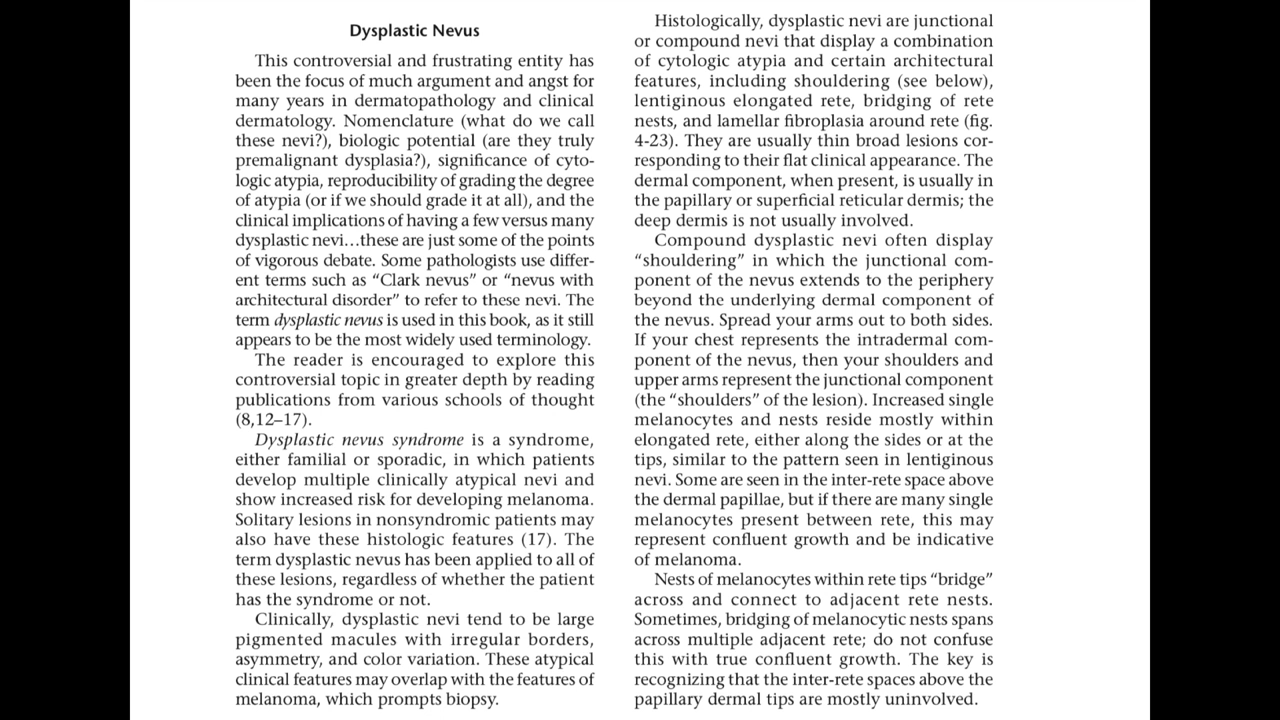 Dysplastic Nevus
This controversial and frustrating entity has
been the focus of much argument and angst for
many years in dermatopathology and clinical
dermatology. Nomenclature (what do we call
these nevi?), biologic potential (are they truly
premalignant dysplasia?), significance of cyto-
logic atypia, reproducibility of grading the degree
of atypia (or if we should grade it at all), and the
clinical implications of having a few versus many
dysplastic nevi…these are just some of the points
of vigorous debate. Some pathologists use differ-
ent terms such as “Clark nevus” or “nevus with
architectural disorder” to refer to these nevi. The
term dysplastic nevus is used in this book, as it still
appears to be the most widely used terminology.
The reader is encouraged to explore this
controversial topic in greater depth by reading
publications from various schools of thought
(8,12–17).
Dysplastic nevus syndrome is a syndrome,
either familial or sporadic, in which patients
develop multiple clinically atypical nevi and
show increased risk for developing melanoma.
Solitary lesions in nonsyndromic patients may
also have these histologic features (17). The
term dysplastic nevus has been applied to all of
these lesions, regardless of whether the patient
has the syndrome or not.
Clinically, dysplastic nevi tend to be large
pigmented macules with irregular borders,
asymmetry, and color variation. These atypical
clinical features may overlap with the features of
melanoma, which prompts biopsy.
Histologically, dysplastic nevi are junctional
or compound nevi that display a combination
of cytologic atypia and certain architectural
features, including shouldering (see below),
lentiginous elongated rete, bridging of rete
nests, and lamellar fibroplasia around rete (fig.
4-23). They are usually thin broad lesions cor-
responding to their flat clinical appearance. The
dermal component, when present, is usually in
the papillary or superficial reticular dermis; the
deep dermis is not usually involved.
Compound dysplastic nevi often display
“shouldering” in which the junctional com-
ponent of the nevus extends to the periphery
beyond the underlying dermal component of
the nevus. Spread your arms out to both sides.
If your chest represents the intradermal com-
ponent of the nevus, then your shoulders and
upper arms represent the junctional component
(the “shoulders” of the lesion). Increased single
melanocytes and nests reside mostly within
elongated rete, either along the sides or at the
tips, similar to the pattern seen in lentiginous
nevi. Some are seen in the inter-rete space above
the dermal papillae, but if there are many single
melanocytes present between rete, this may
represent confluent growth and be indicative
of melanoma.
Nests of melanocytes within rete tips “bridge”
across and connect to adjacent rete nests.
Sometimes, bridging of melanocytic nests spans
across multiple adjacent rete; do not confuse
this with true confluent growth. The key is
recognizing that the inter-rete spaces above the
papillary dermal tips are mostly uninvolved.